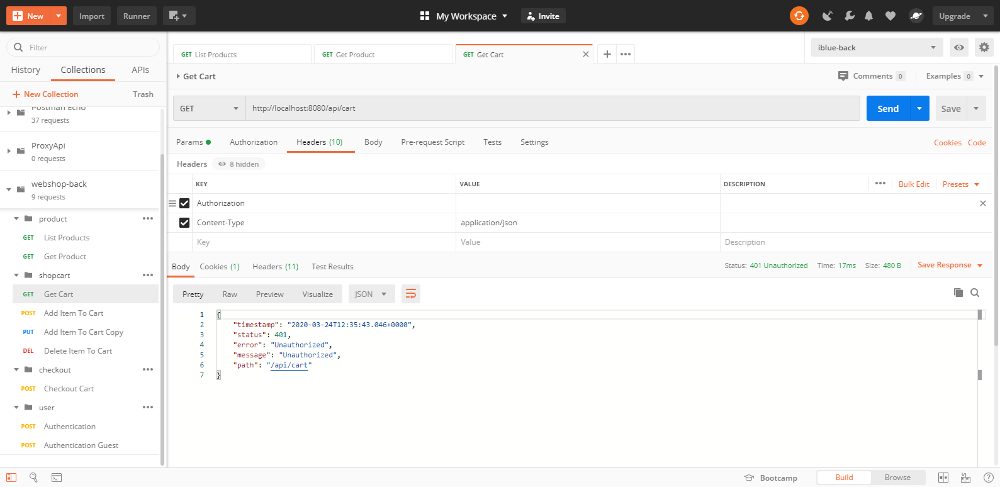 New
Import
Runner
My Workspace
Invite
Upgrade
Filter
History
Collections
APIs
New Collection
Trash
Postman Echo
37 requests
ProxyApi
0 requests
webshop-back
9 requests
product
GET List Products
GET Get Product
shopcart
GET Get Cart
POST Add Item To Cart
PUT Add Item To Cart Copy
DEL Delete Item To Cart
checkout
POST Checkout Cart
user
POST Authentication
POST Authentication Guest
GET List Products
GET Get Product
GET Get Cart
iblue-back
Get Cart
Comments 0
Examples 0
GET
http://localhost:8080/api/cart
Send
Save
Params
Authorization
Headers (10)
Body
Pre-request Script
Tests
Settings
Cookies
Code
Headers
8 hidden
KEY
VALUE
DESCRIPTION
Bulk Edit
Presets
Authorization
Content-Type
application/json
Key
Value
Description
Body
Cookies (1)
Headers (11)
Test Results
Status: 401 Unauthorized
Time: 17ms
Size: 480 B
Save Response
Pretty
Raw
Preview
Visualize
JSON
1 {
2 "timestamp": "2020-03-24T12:35:43.046+0000",
3 "status": 401,
4 "error": "Unauthorized",
5 "message": "Unauthorized",
6 "path": "/api/cart"
7 }
Bootcamp
Build
Browse